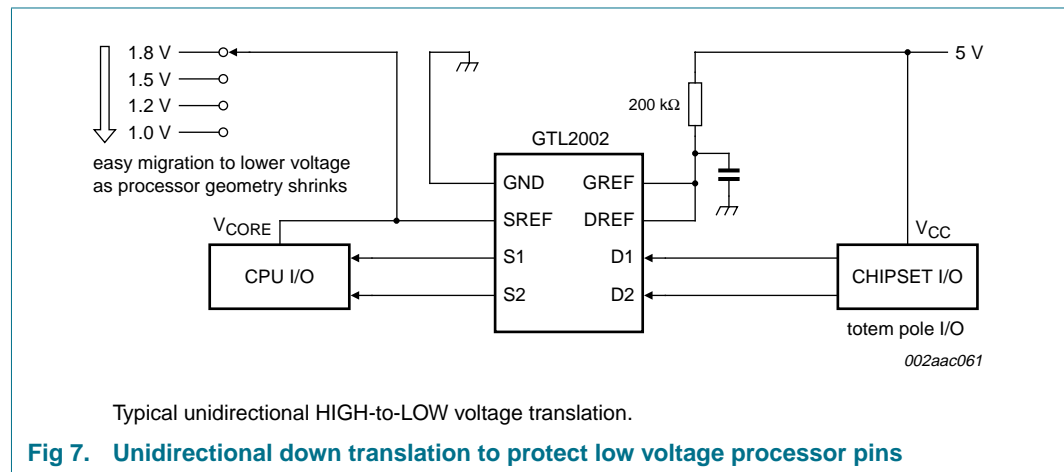 1.8 V
1.5 V
1.2 V
1.0 V
easy migration to lower voltage
as processor geometry shrinks
5 V
200 kΩ
GTL2002
GND
GREF
SREF
DREF
S1
D1
S2
D2
VCORE
CPU I/O
VCC
CHIPSET I/O
totem pole I/O
002aac061
Typical unidirectional HIGH-to-LOW voltage translation.
Fig 7. Unidirectional down translation to protect low voltage processor pins